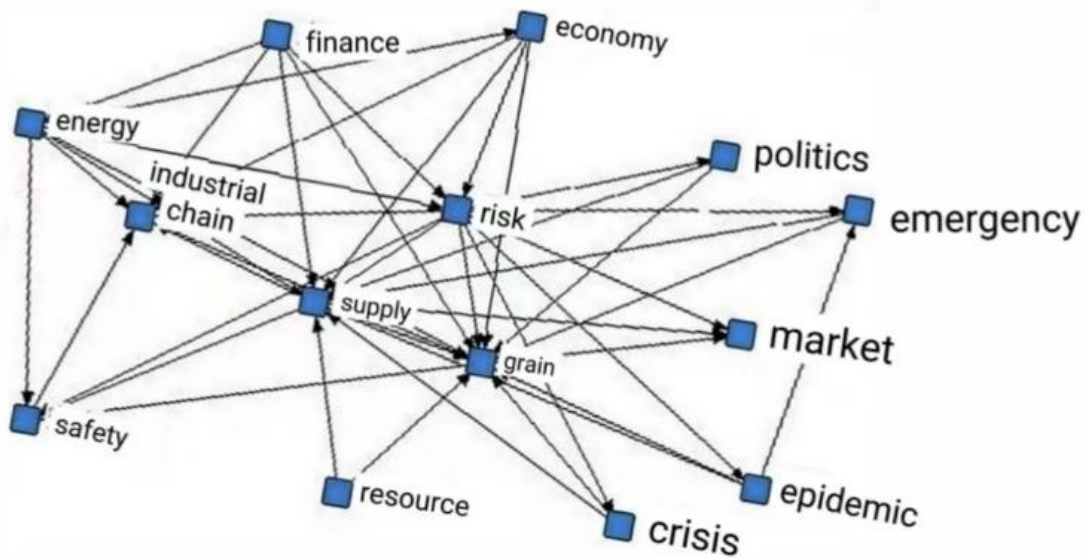 finance
economy
energy
industrial
chain
risk
politics
emergency
supply
market
grain
safety
resource
epidemic
crisis